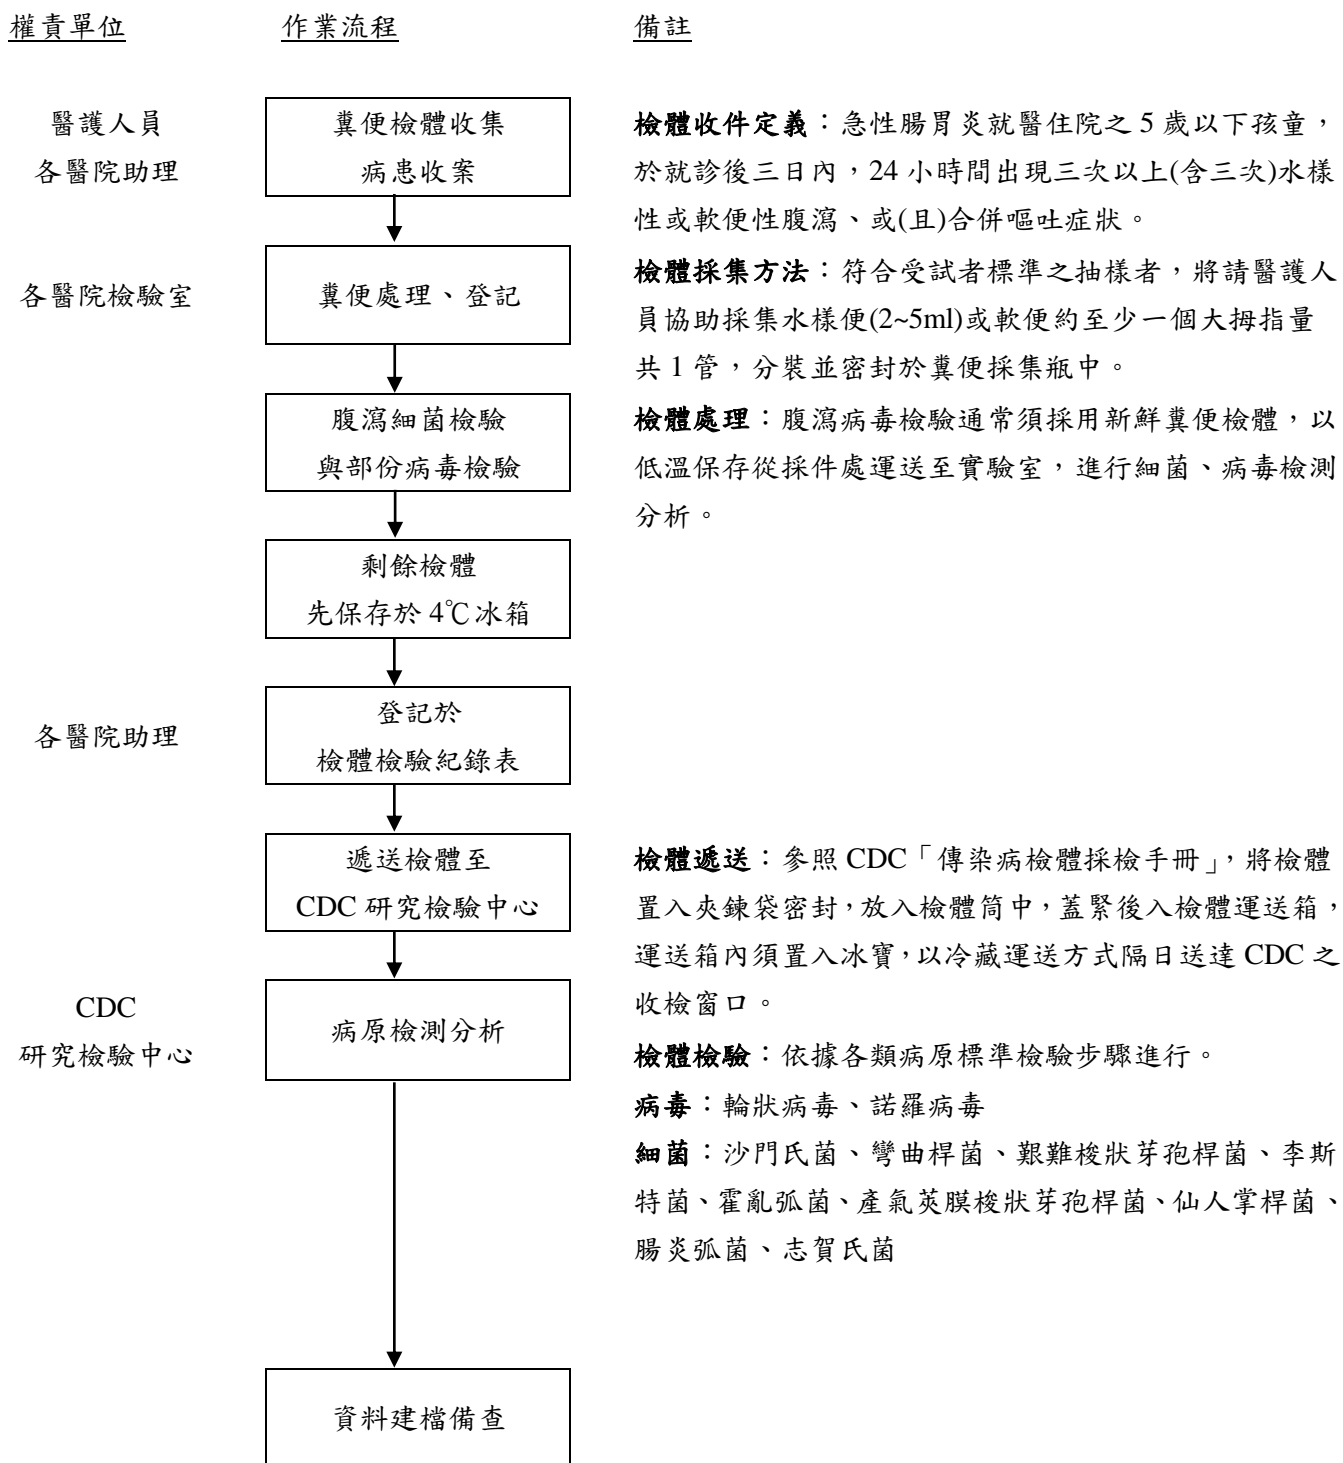 權責單位 作業流程 備註
醫護人員
各醫院助理
糞便檢體收集
病患收案
檢體收件定義：急性腸胃炎就醫住院之 5 歲以下孩童，
於就診後三日內，24 小時間出現三次以上(含三次)水樣
性或軟便性腹瀉、或(且)合併嘔吐症狀。
各醫院檢驗室
糞便處理、登記
檢體採集方法：符合受試者標準之抽樣者，將請醫護人
員協助採集水樣便(2~5ml)或軟便約至少一個大拇指量
共 1 管，分裝並密封於糞便採集瓶中。
腹瀉細菌檢驗
與部份病毒檢驗
檢體處理：腹瀉病毒檢驗通常須採用新鮮糞便檢體，以
低溫保存從採件處運送至實驗室，進行細菌、病毒檢測
分析。
剩餘檢體
先保存於 4℃冰箱
各醫院助理
登記於
檢體檢驗紀錄表
遞送檢體至
CDC 研究檢驗中心
檢體遞送：參照 CDC「傳染病檢體採檢手冊」，將檢體
置入夾鍊袋密封，放入檢體筒中，蓋緊後入檢體運送箱，
運送箱內須置入冰寶，以冷藏運送方式隔日送達 CDC 之
收檢窗口。
CDC
研究檢驗中心
病原檢測分析
檢體檢驗：依據各類病原標準檢驗步驟進行。
病毒：輪狀病毒、諾羅病毒
細菌：沙門氏菌、彎曲桿菌、艱難梭狀芽孢桿菌、李斯
特菌、霍亂弧菌、產氣莢膜梭狀芽孢桿菌、仙人掌桿菌、
腸炎弧菌、志賀氏菌
資料建檔備查